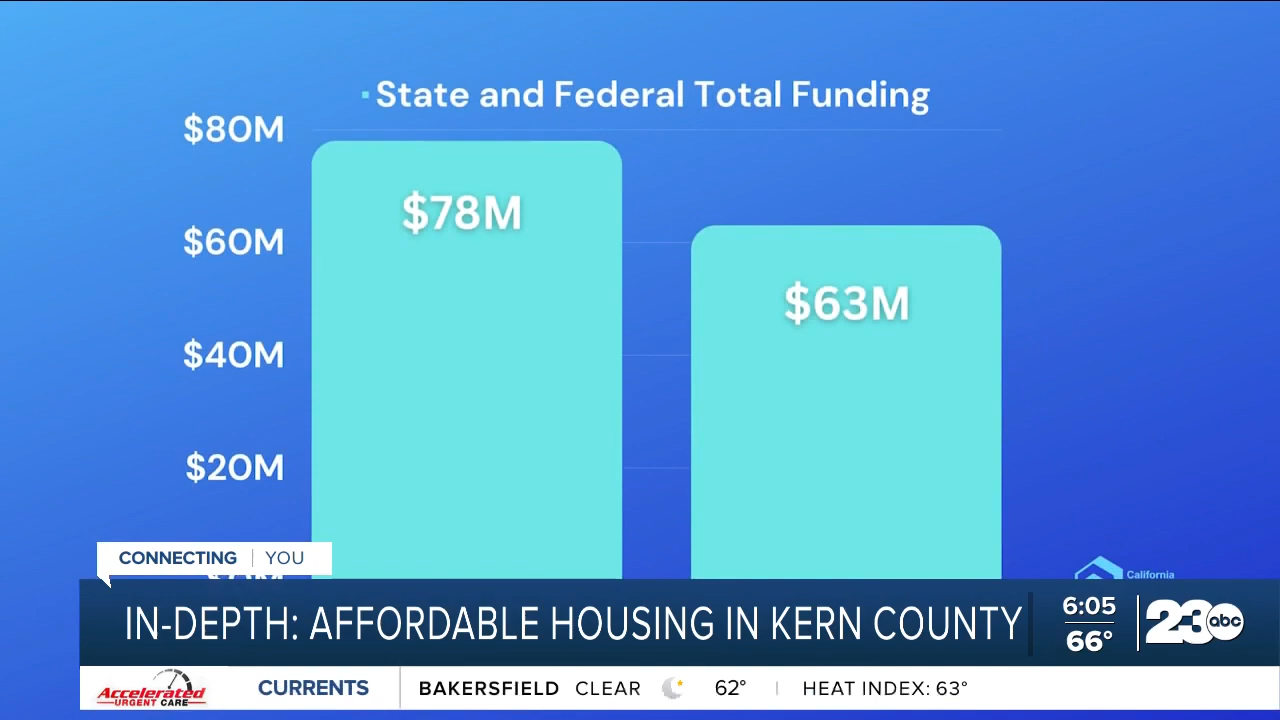 State and Federal Total Funding
$80M
$78M
$60M
$63M
$40M
$20M
CONNECTING | YOU
California
IN-DEPTH: AFFORDABLE HOUSING IN KERN COUNTY
6:05
66°
23 abc
Accelerated
URGENT CARE
CURRENTS
BAKERSFIELD CLEAR 62° | HEAT INDEX: 63°